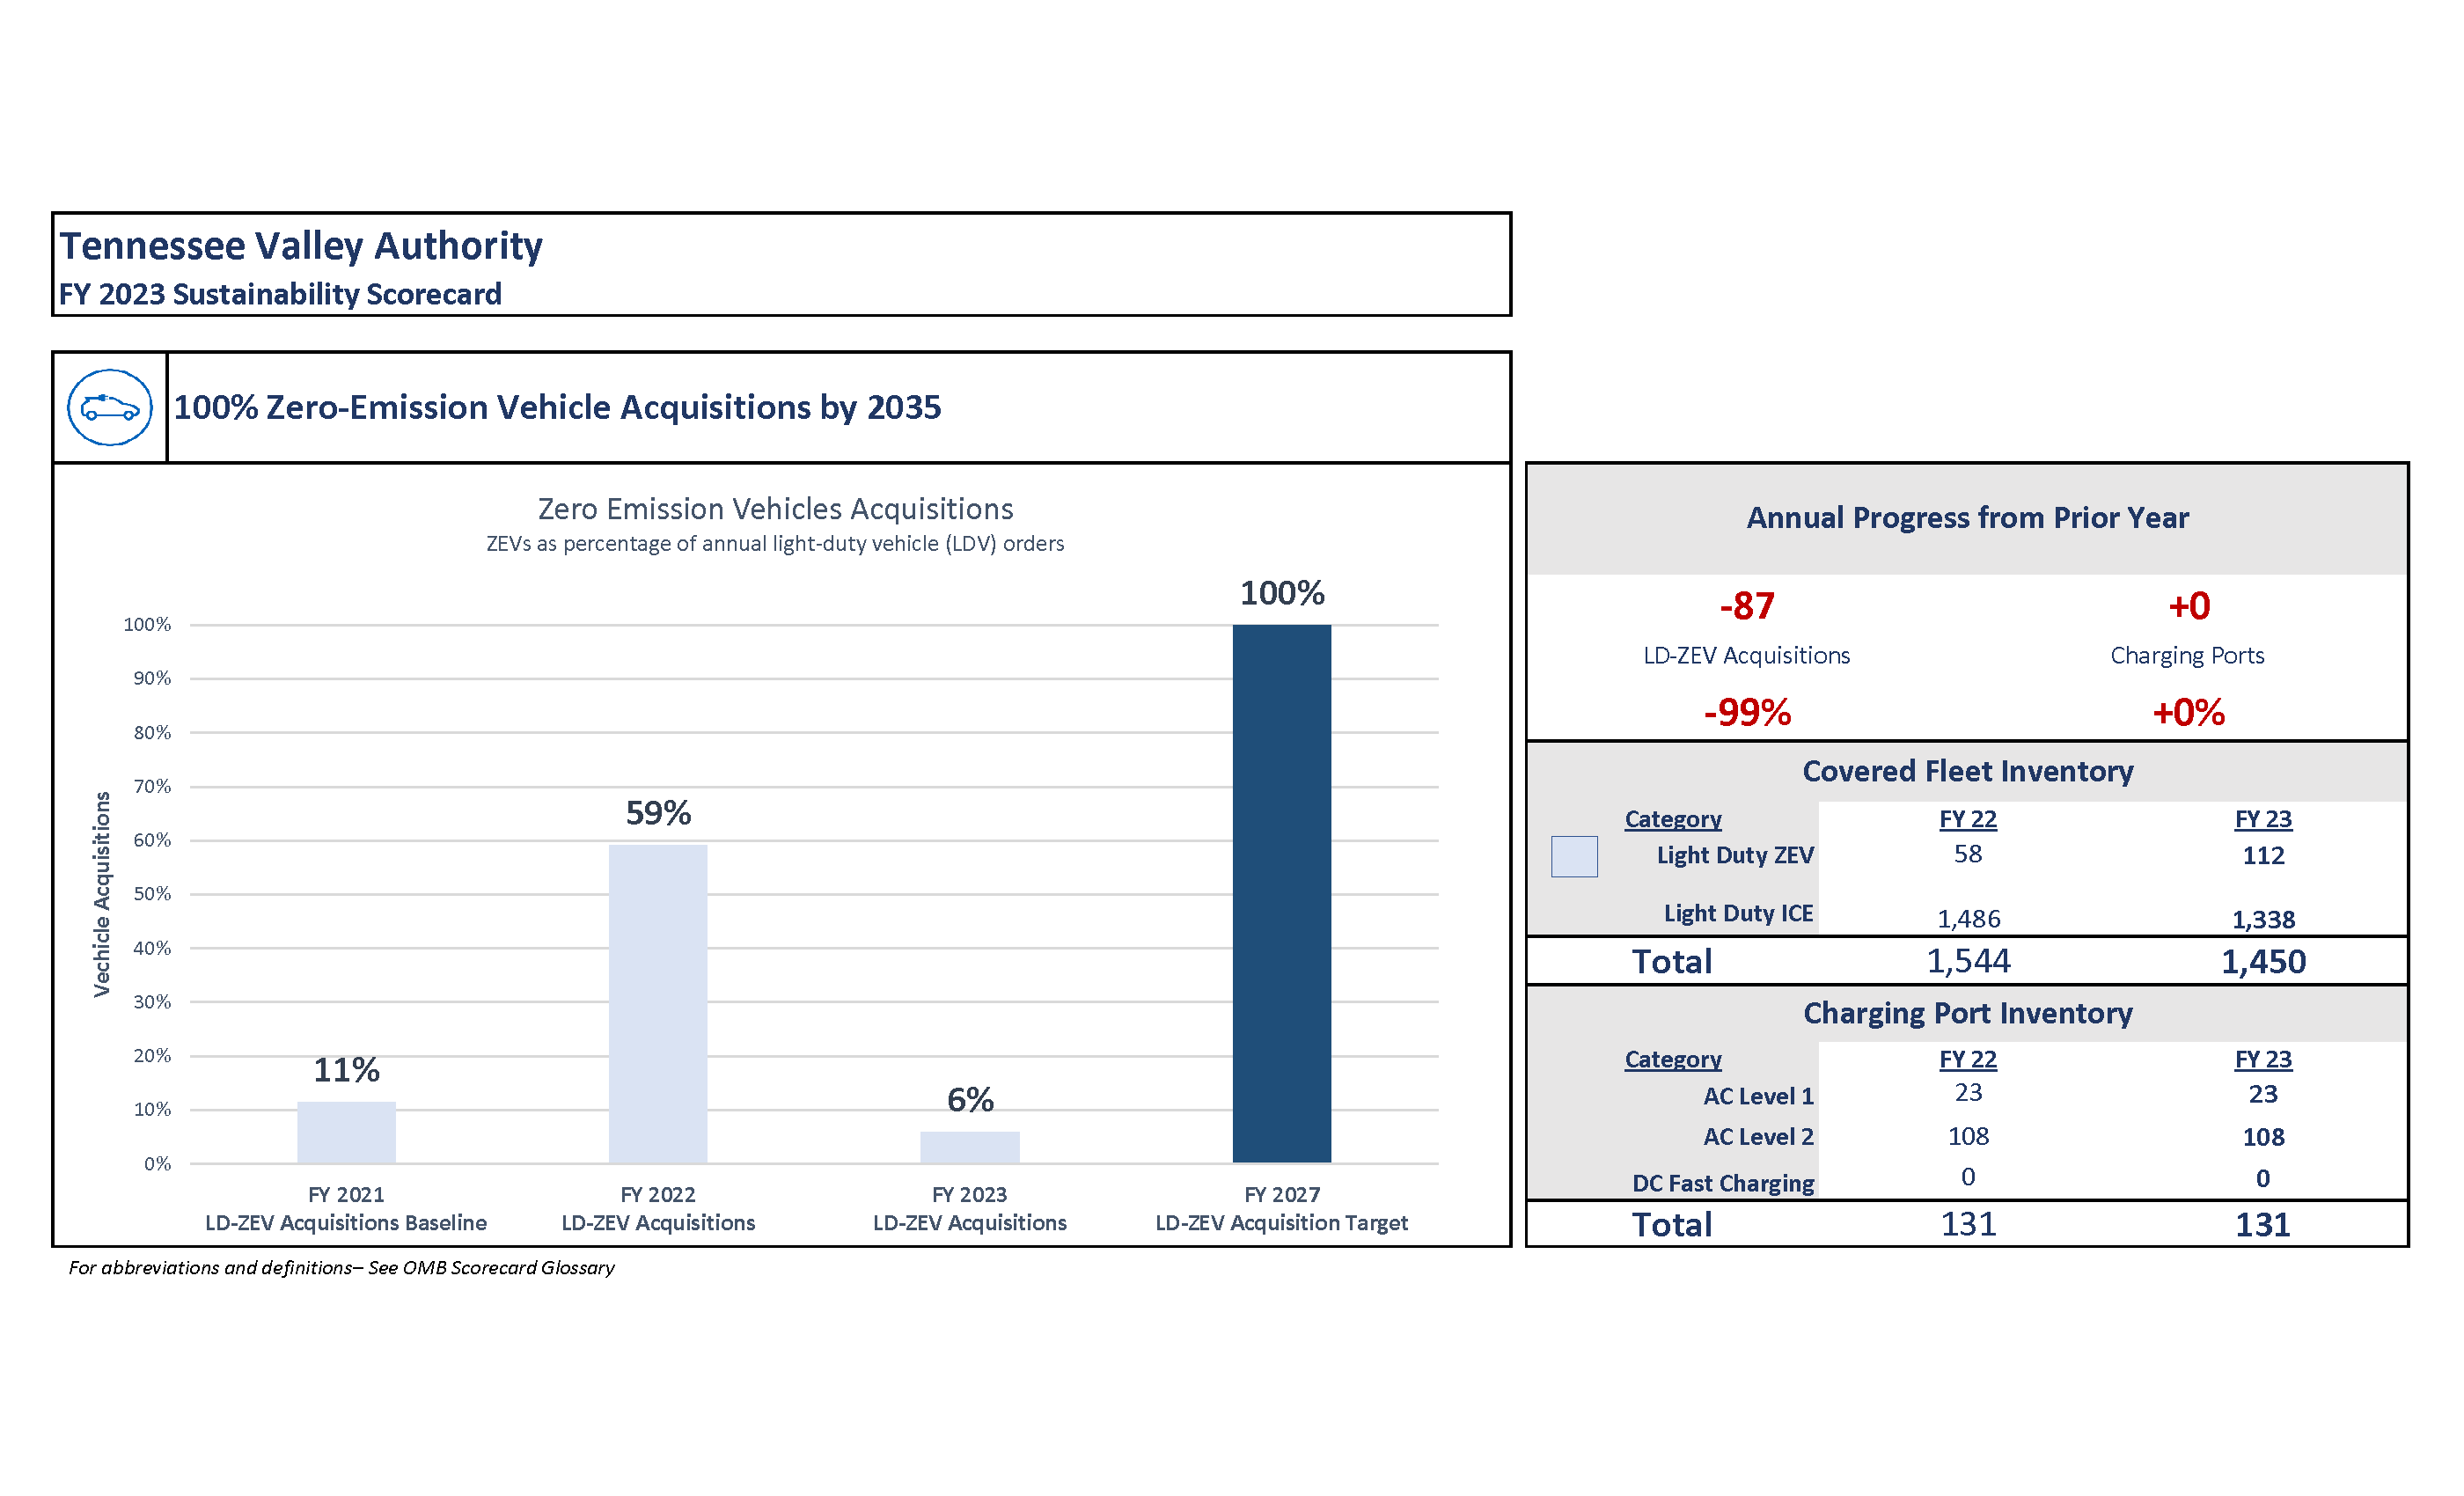 Tennessee Valley Authority
FY 2023 Sustainability Scorecard
100% Zero-Emission Vehicle Acquisitions by 2035
Zero Emission Vehicles Acquisitions
ZEVs as percentage of annual light-duty vehicle (LDV) orders
Vechicle Acquisitions
100%
90%
80%
70%
60%
50%
40%
30%
20%
10%
0%
11%
59%
6%
100%
FY 2021
LD-ZEV Acquisitions Baseline
FY 2022
LD-ZEV Acquisitions
FY 2023
LD-ZEV Acquisitions
FY 2027
LD-ZEV Acquisition Target
For abbreviations and definitions– See OMB Scorecard Glossary
Annual Progress from Prior Year
-87 +0
LD-ZEV Acquisitions Charging Ports
-99% +0%
Covered Fleet Inventory
Category FY 22 FY 23
Light Duty ZEV 58 112
Light Duty ICE 1,486 1,338
Total 1,544 1,450
Charging Port Inventory
Category FY 22 FY 23
AC Level 1 23 23
AC Level 2 108 108
DC Fast Charging 0 0
Total 131 131